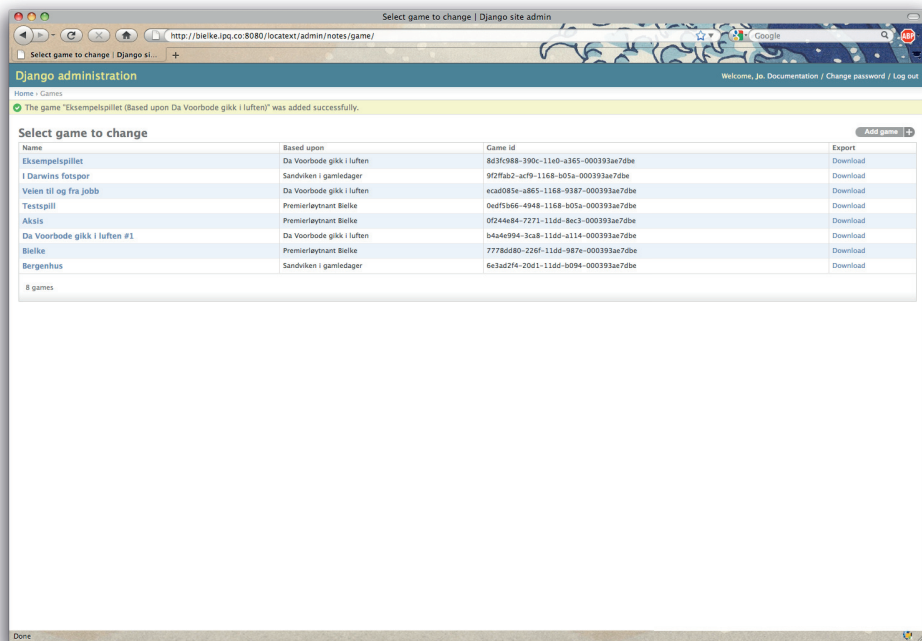 Select game to change | Django site admin
http://bielke.ipq.co:8080/locatext/admin/notes/game/
Google
ABP
Select game to change | Django si... +
Django administration
Welcome, Jo. Documentation / Change password / Log out
Home › Games
The game "Eksempelspillet (Based upon Da Voorbode gikk i luften)" was added successfully.
Select game to change
Add game +
Name Based upon Game id Export
Eksempelspillet Da Voorbode gikk i luften 8d3fc988-390c-11e0-a365-000393ae7dbe Download
I Darwins fotspor Sandviken i gamledager 9f2ffab2-acf9-1168-b05a-000393ae7dbe Download
Veien til og fra jobb Da Voorbode gikk i luften ecad085e-a865-1168-9387-000393ae7dbe Download
Testspill Premierløytnant Bielke 0edf5b66-4948-1168-b05a-000393ae7dbe Download
Aksis Premierløytnant Bielke 0f244e84-7271-11dd-8ec3-000393ae7dbe Download
Da Voorbode gikk i luften #1 Da Voorbode gikk i luften b4a4e994-3ca8-11dd-a114-000393ae7dbe Download
Bielke Premierløytnant Bielke 7778dd80-226f-11dd-987e-000393ae7dbe Download
Bergenhus Sandviken i gamledager 6e3ad2f4-20d1-11dd-b094-000393ae7dbe Download
8 games
Done